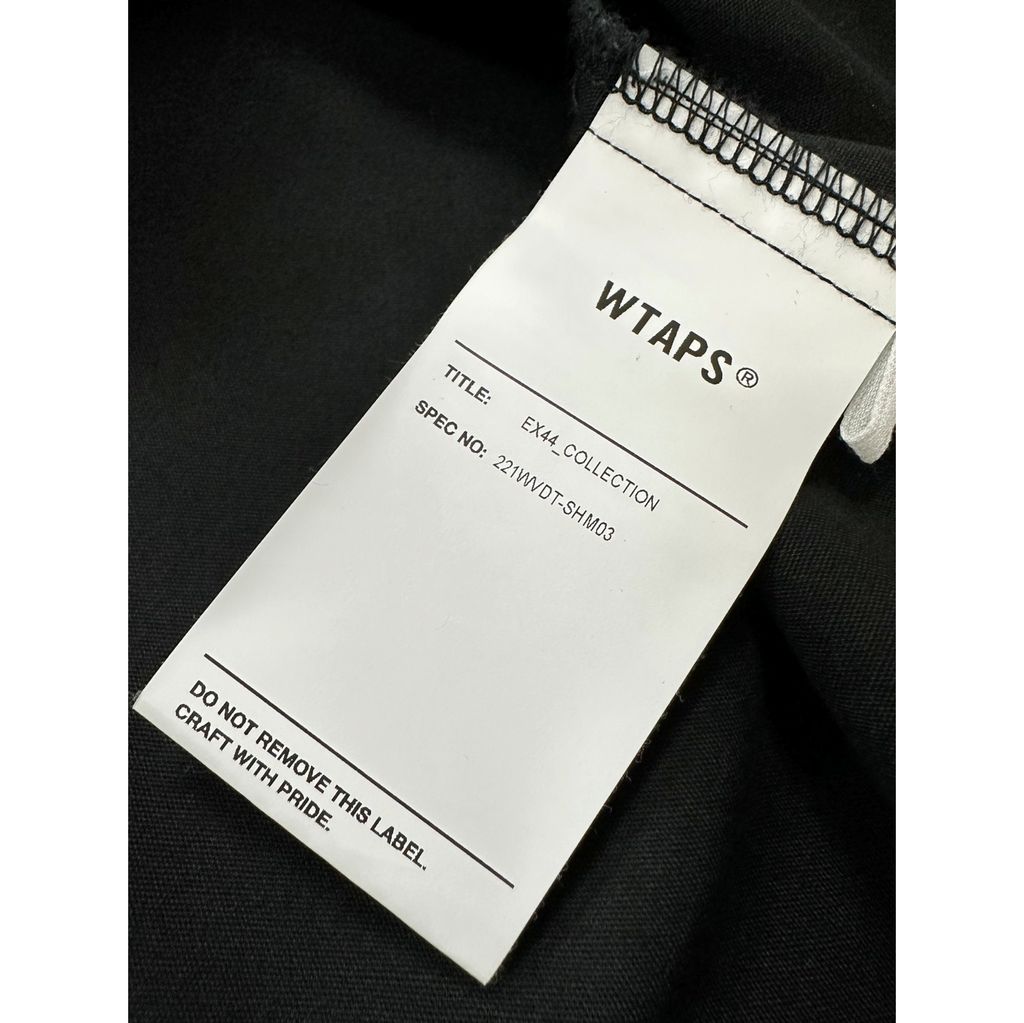 WTAPS®
TITLE: EX44_COLLECTION
SPEC NO: 221WVDT-SHM03
DO NOT REMOVE THIS LABEL.
CRAFT WITH PRIDE.